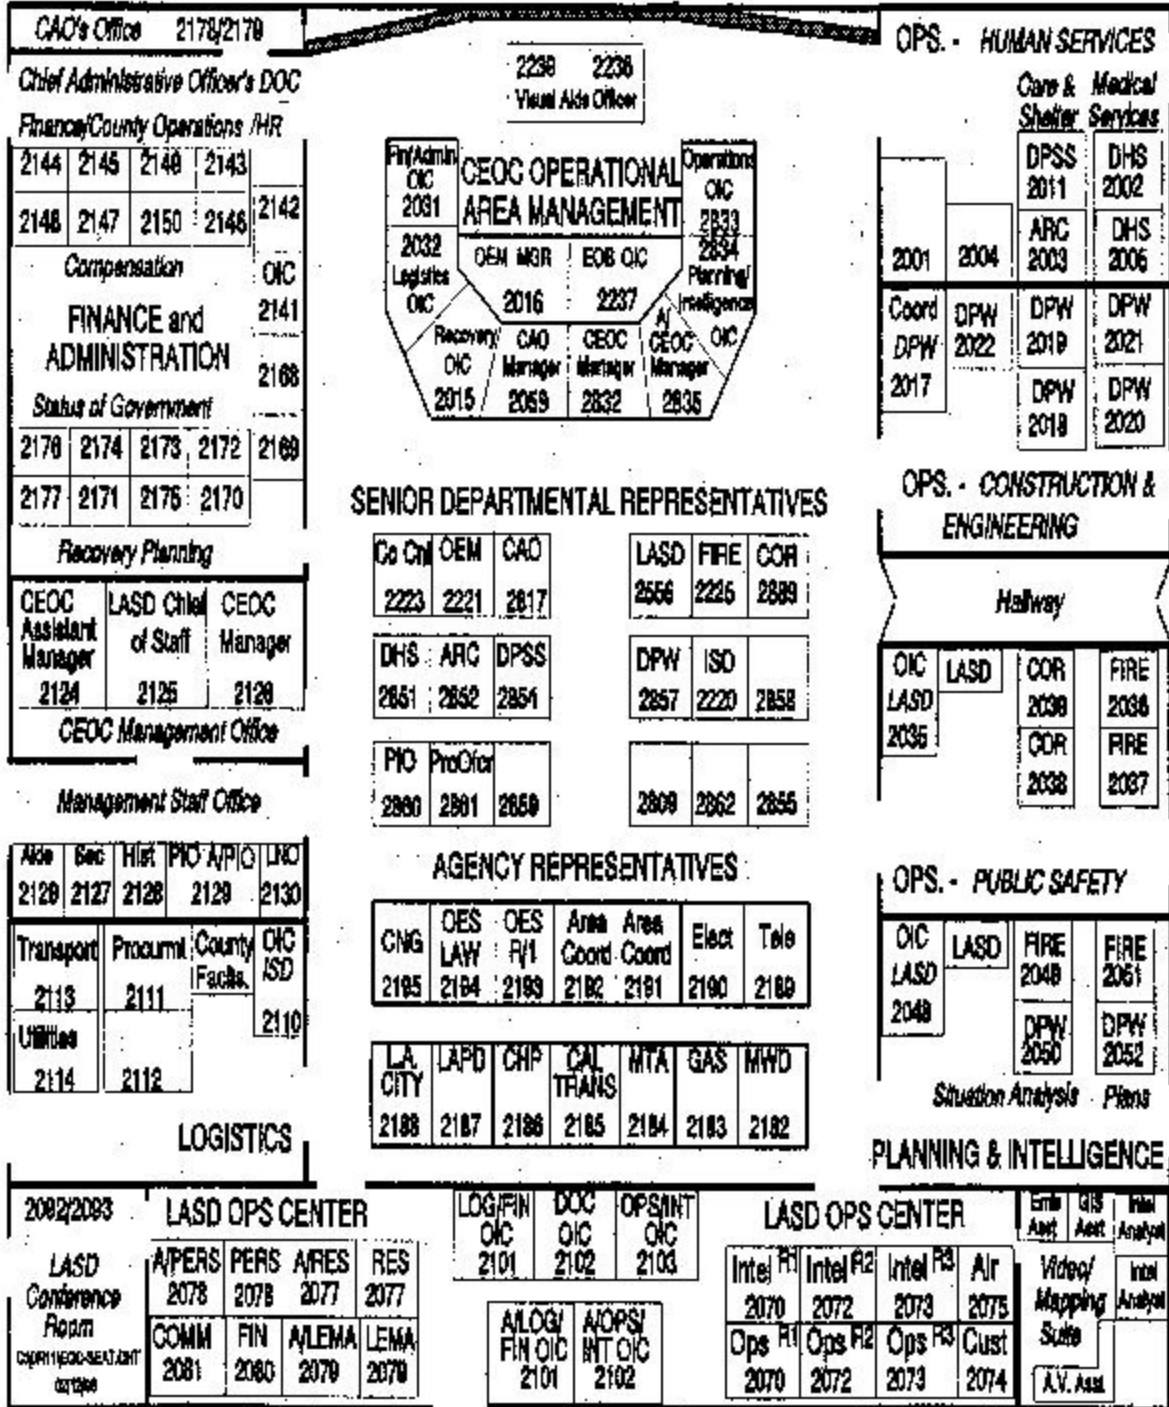 CAO's Office 2178/2179
Chief Administrative Officer's DOC
Finance/County Operations /HR
2144 2145 2149 2143
2146 2147 2150 2148 2142
Compensation
OIC
2141
FINANCE and
ADMINISTRATION
2168
Status of Government
2176 2174 2173 2172 2169
2177 2171 2175 2170
Recovery Planning
CEOC Assistant Manager 2124
LASD Chief of Staff 2125
CEOC Manager 2126
CEOC Management Office
Management Staff Office
Aide Sec Hist PIO A/PIO LNO
2129 2127 2128 2129 2130
Transport 2113
Procurmt 2111
County Facils.
OIC ISD 2110
Utilities 2114
2112
LOGISTICS
2239 2238
Visual Aids Officer
CEOC OPERATIONAL
AREA MANAGEMENT
Fin/Admin OIC 2031
Operations OIC 2833
2032 Logistics OIC
OEM MGR 2016
EOB OIC 2237
2834 Planning/Intelligence OIC
Recovery OIC 2015
CAO Manager 2059
CEOC Manager 2832
A/CEOC Manager 2835
SENIOR DEPARTMENTAL REPRESENTATIVES
Co Cnl OEM CAO LASD FIRE COR
2223 2221 2817 2556 2225 2889
DHS ARC DPSS DPW ISD
2851 2852 2854 2857 2220 2858
PIO ProOfcr
2860 2861 2859 2809 2862 2855
AGENCY REPRESENTATIVES
CNG OES LAW OES R/1 Area Coord Area Coord Elect Tele
2195 2194 2193 2192 2191 2190 2189
L.A. CITY LAPD CHP CAL TRANS MTA GAS MWD
2188 2187 2186 2185 2184 2183 2182
OPS. - HUMAN SERVICES
Care & Shelter Medical Services
DPSS 2011 DHS 2002
2001 2004 ARC 2003 DHS 2005
Coord DPW 2017 DPW 2022 DPW 2019 DPW 2021
DPW 2018 DPW 2020
OPS. - CONSTRUCTION &
ENGINEERING
Hallway
OIC LASD 2035 LASD COR 2039 FIRE 2036
COR 2038 FIRE 2037
OPS. - PUBLIC SAFETY
OIC LASD 2048 LASD FIRE 2049 FIRE 2051
DPW 2050 DPW 2052
Situation Analysis Plans
PLANNING & INTELLIGENCE
2092/2093
LASD
Conference
Room
LASD OPS CENTER
A/PERS PERS A/RES RES
2078 2078 2077 2077
COMM FIN A/LEMA LEMA
2081 2080 2079 2079
LOG/FIN OIC 2101
DOC OIC 2102
OPS/INT OIC 2103
A/LOG/FIN OIC 2101
A/OPS/INT OIC 2102
LASD OPS CENTER
Intel R1 Intel R2 Intel R3 Air
2070 2072 2073 2075
Ops R1 Ops R2 Ops R3 Cust
2070 2072 2073 2074
Asst GIS Asst Intel Analyst
Video/
Mapping
Suite
Intel Analyst
A.V. Asst